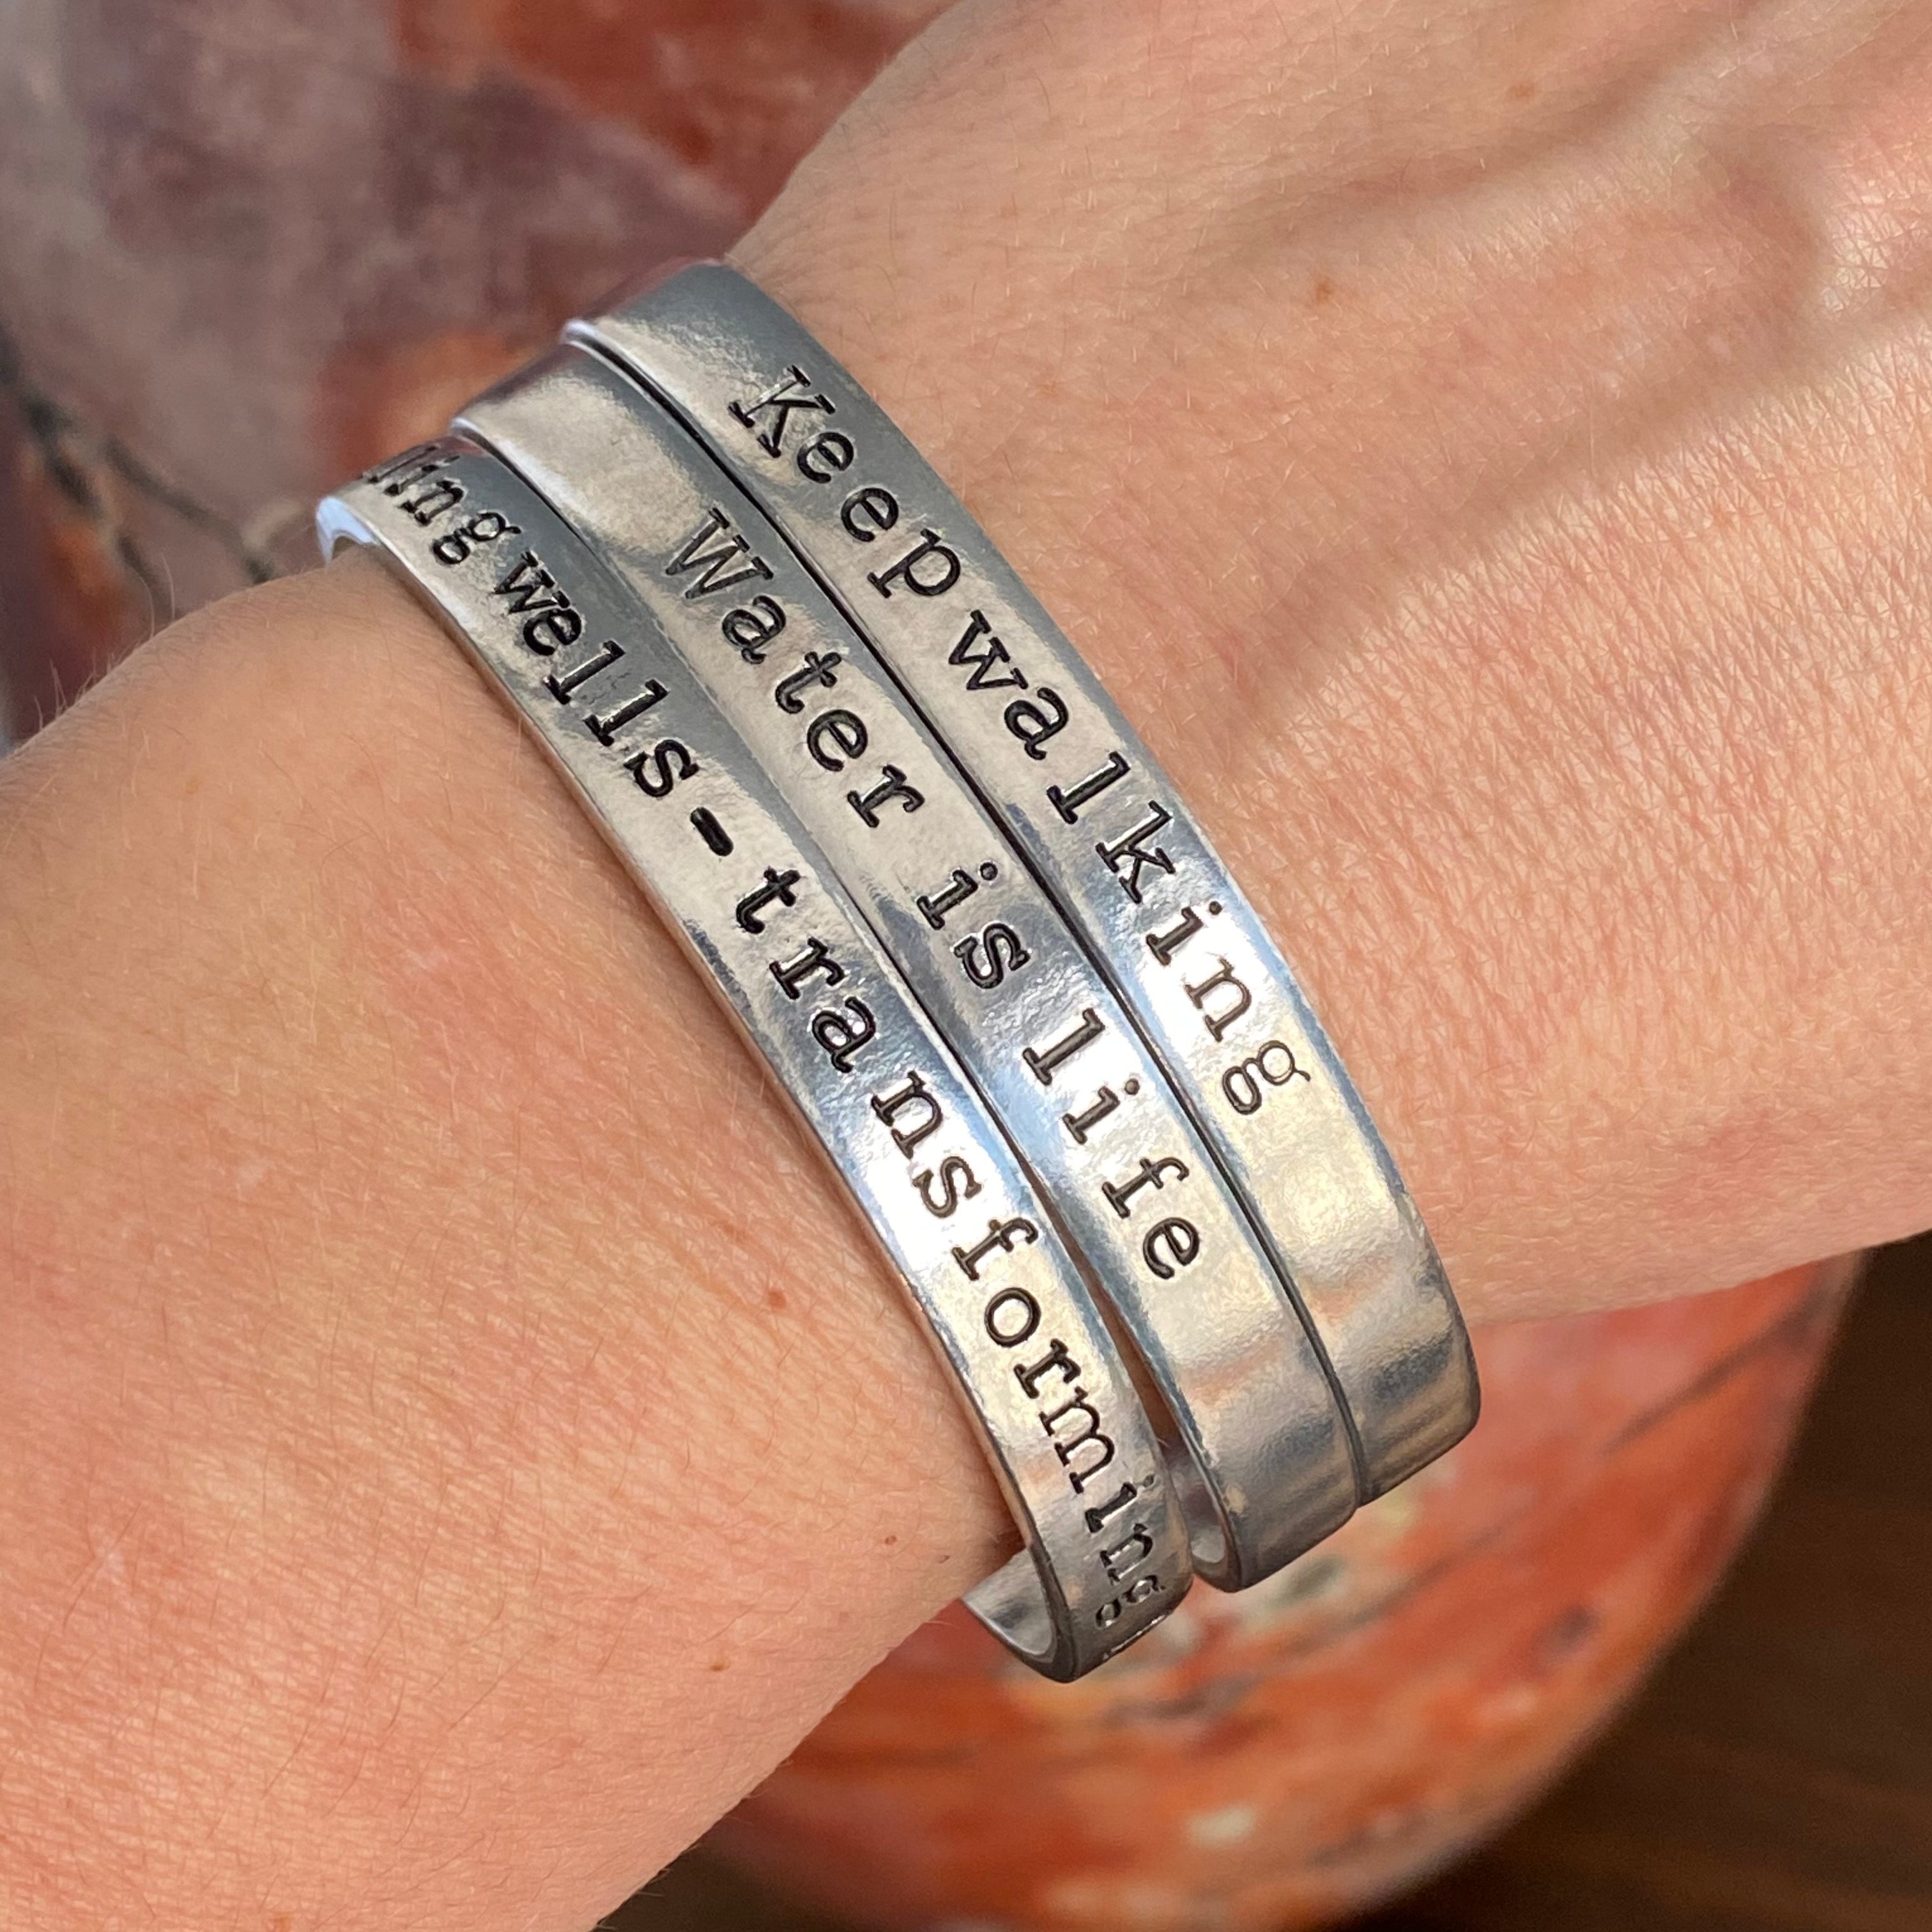 Keep walking
Water is life
wells-transforming